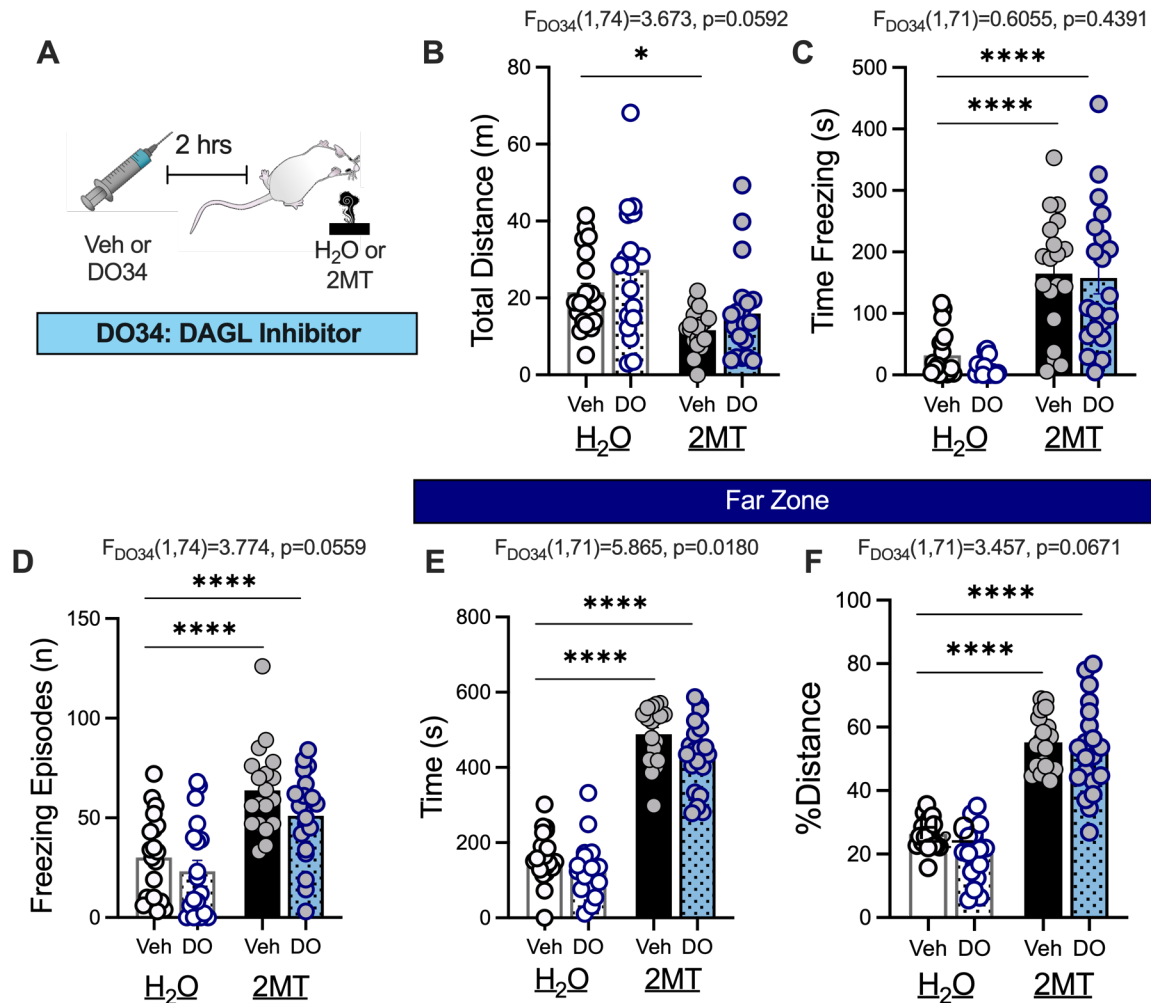 A
2 hrs
Veh or
DO34
H₂O or
2MT
DO34: DAGL Inhibitor
F_DO34(1,74)=3.673, p=0.0592
B
*
Total Distance (m)
80
60
40
20
0
Veh DO Veh DO
H₂O 2MT
F_DO34(1,71)=0.6055, p=0.4391
C
****
****
Time Freezing (s)
500
400
300
200
100
0
Veh DO Veh DO
H₂O 2MT
Far Zone
F_DO34(1,74)=3.774, p=0.0559
D
****
****
Freezing Episodes (n)
150
100
50
0
Veh DO Veh DO
H₂O 2MT
F_DO34(1,71)=5.865, p=0.0180
E
****
****
Time (s)
800
600
400
200
0
Veh DO Veh DO
H₂O 2MT
F_DO34(1,71)=3.457, p=0.0671
F
****
****
%Distance
100
80
60
40
20
0
Veh DO Veh DO
H₂O 2MT